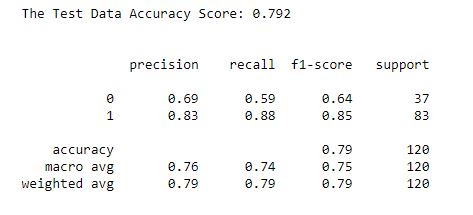 The Test Data Accuracy Score: 0.792
precision recall f1-score support
0 0.69 0.59 0.64 37
1 0.83 0.88 0.85 83
accuracy 0.79 120
macro avg 0.76 0.74 0.75 120
weighted avg 0.79 0.79 0.79 120